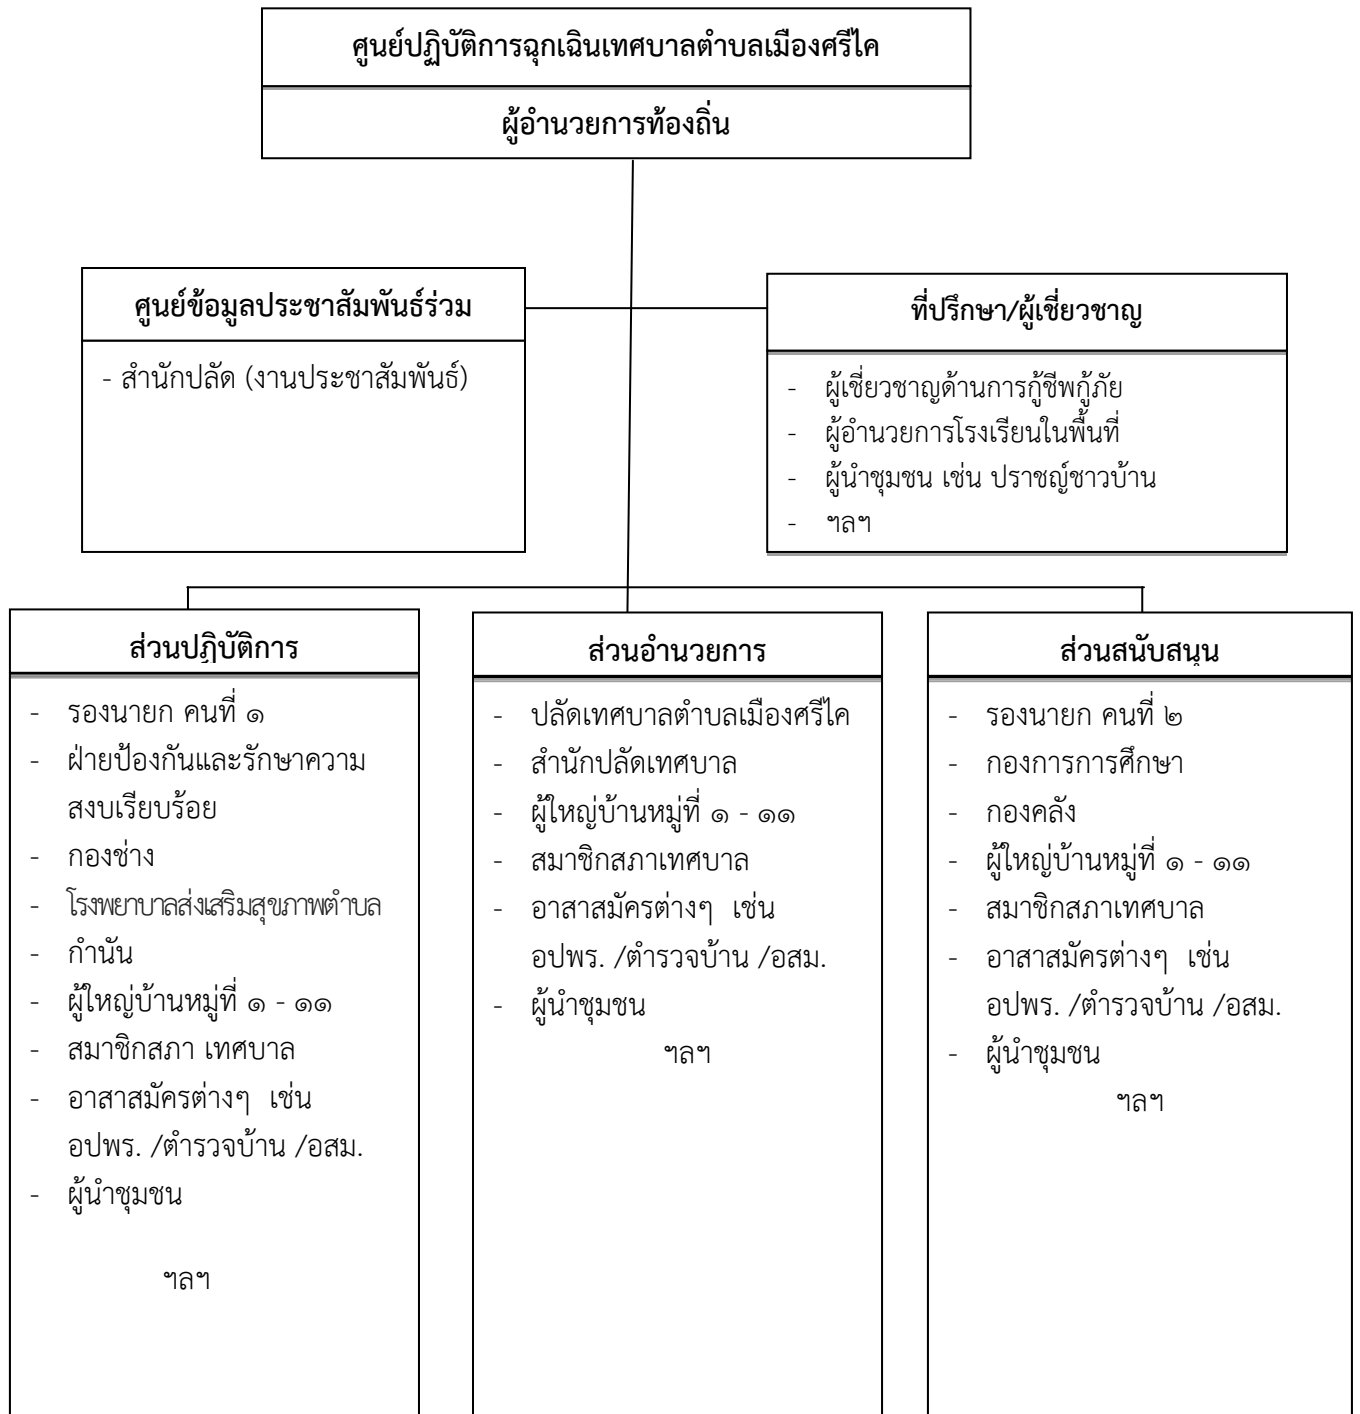 ศูนย์ปฏิบัติการฉุกเฉินเทศบาลตำบลเมืองศรีไค
ผู้อำนวยการท้องถิ่น
ศูนย์ข้อมูลประชาสัมพันธ์ร่วม
- สำนักปลัด (งานประชาสัมพันธ์)
ที่ปรึกษา/ผู้เชี่ยวชาญ
- ผู้เชี่ยวชาญด้านการกู้ชีพกู้ภัย
- ผู้อำนวยการโรงเรียนในพื้นที่
- ผู้นำชุมชน เช่น ปราชญ์ชาวบ้าน
- ฯลฯ
ส่วนปฏิบัติการ
- รองนายก คนที่ ๑
- ฝ่ายป้องกันและรักษาความ
สงบเรียบร้อย
- กองช่าง
- โรงพยาบาลส่งเสริมสุขภาพตำบล
- กำนัน
- ผู้ใหญ่บ้านหมู่ที่ ๑ - ๑๑
- สมาชิกสภา เทศบาล
- อาสาสมัครต่างๆ เช่น
อปพร. /ตำรวจบ้าน /อสม.
- ผู้นำชุมชน
ฯลฯ
ส่วนอำนวยการ
- ปลัดเทศบาลตำบลเมืองศรีไค
- สำนักปลัดเทศบาล
- ผู้ใหญ่บ้านหมู่ที่ ๑ - ๑๑
- สมาชิกสภาเทศบาล
- อาสาสมัครต่างๆ เช่น
อปพร. /ตำรวจบ้าน /อสม.
- ผู้นำชุมชน
ฯลฯ
ส่วนสนับสนุน
- รองนายก คนที่ ๒
- กองการการศึกษา
- กองคลัง
- ผู้ใหญ่บ้านหมู่ที่ ๑ - ๑๑
- สมาชิกสภาเทศบาล
- อาสาสมัครต่างๆ เช่น
อปพร. /ตำรวจบ้าน /อสม.
- ผู้นำชุมชน
ฯลฯ